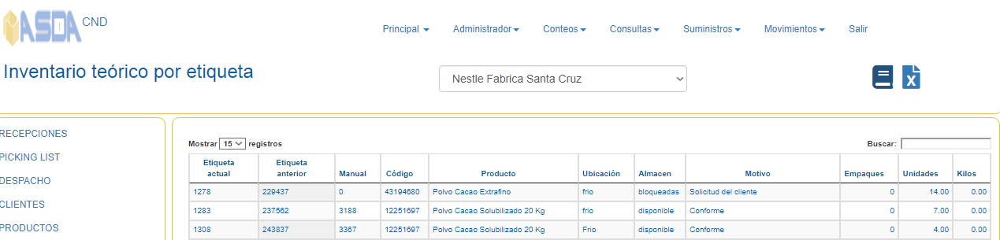 ASDA CND
Principal Administrador Conteos Consultas Suministros Movimientos Salir
Inventario teórico por etiqueta
Nestle Fabrica Santa Cruz
RECEPCIONES
PICKING LIST
DESPACHO
CLIENTES
PRODUCTOS
Mostrar 15 registros
Buscar:
Etiqueta actual Etiqueta anterior Manual Código Producto Ubicación Almacen Motivo Empaques Unidades Kilos
1278 229437 0 43194680 Polvo Cacao Extrafino frio bloqueadas Solicitud del cliente 0 14.00 0.00
1283 237562 3188 12251697 Polvo Cacao Solubilizado 20 Kg frio disponible Conforme 0 7.00 0.00
1308 243837 3367 12251697 Polvo Cacao Solubilizado 20 Kg Frio disponible Conforme 0 4.00 0.00